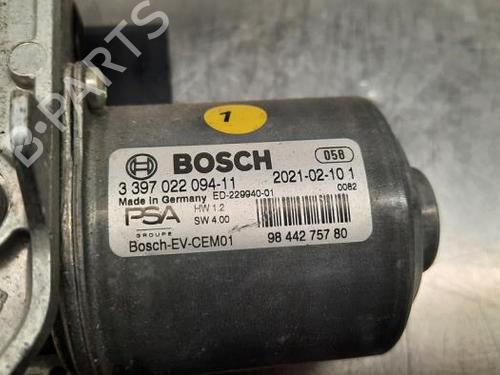 B-PARTS
1
BOSCH
058
3 397 022 094-11
2021-02-10 1
Made in Germany
ED-229940-01
0082
PSA
GROUPE
HW 1.2
SW 4.00
Bosch-EV-CEM01
98 442 757 80